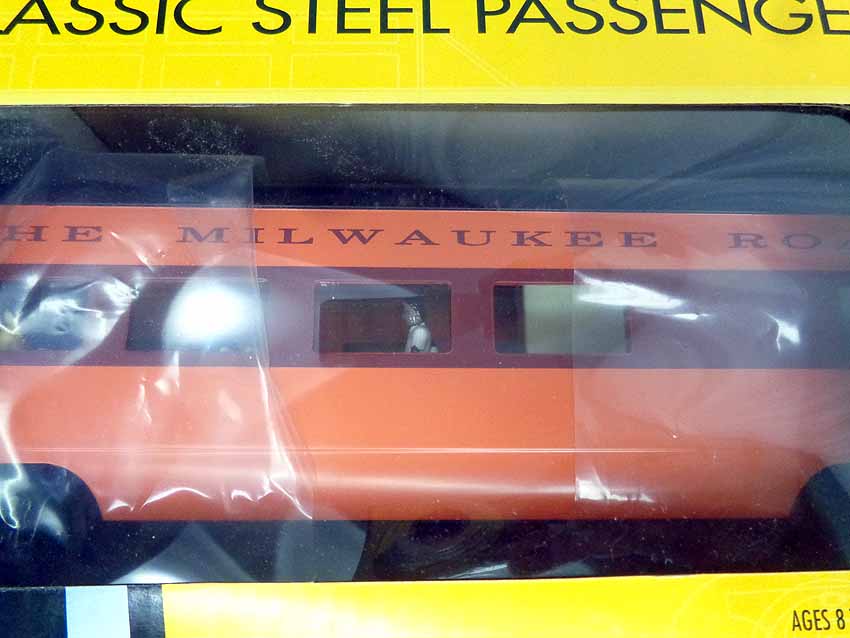 ASSIC STEEL PASSENGE
HE MILWAUKEE ROA
AGES 8